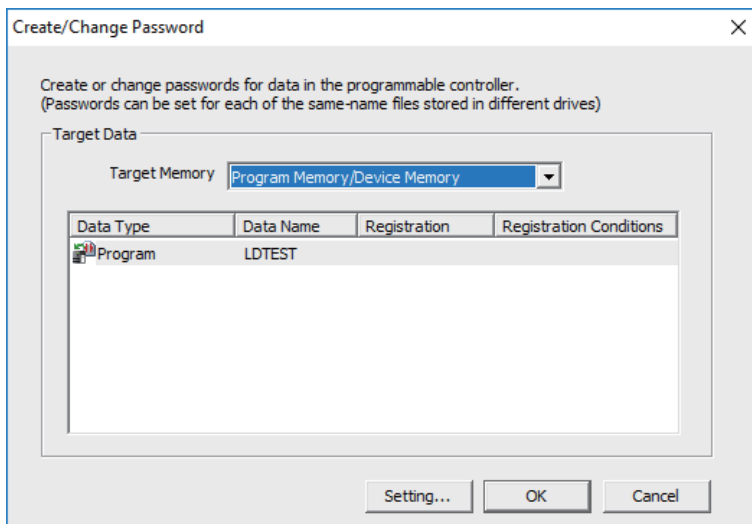 Create/Change Password
Create or change passwords for data in the programmable controller.
(Passwords can be set for each of the same-name files stored in different drives)
Target Data
Target Memory Program Memory/Device Memory
Data Type Data Name Registration Registration Conditions
Program LDTEST
Setting... OK Cancel